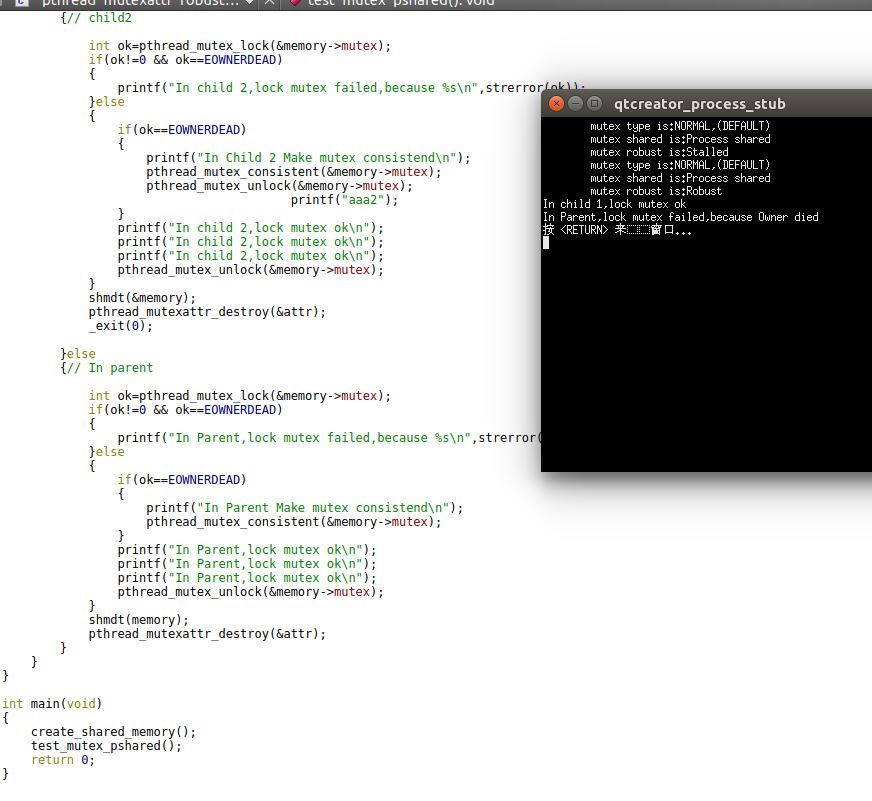 pthread_mutexattr_robust...
test_mutex_pshared(): void
{// child2
int ok=pthread_mutex_lock(&memory->mutex);
if(ok!=0 && ok==EOWNERDEAD)
{
printf("In child 2,lock mutex failed,because %s\n",strerror(ok));
}else
{
if(ok==EOWNERDEAD)
{
printf("In Child 2 Make mutex consistend\n");
pthread_mutex_consistent(&memory->mutex);
pthread_mutex_unlock(&memory->mutex);
printf("aaa2");
}
printf("In child 2,lock mutex ok\n");
printf("In child 2,lock mutex ok\n");
printf("In child 2,lock mutex ok\n");
pthread_mutex_unlock(&memory->mutex);
}
shmdt(&memory);
pthread_mutexattr_destroy(&attr);
_exit(0);
}else
{// In parent
int ok=pthread_mutex_lock(&memory->mutex);
if(ok!=0 && ok==EOWNERDEAD)
{
printf("In Parent,lock mutex failed,because %s\n",strerror(
}else
{
if(ok==EOWNERDEAD)
{
printf("In Parent Make mutex consistend\n");
pthread_mutex_consistent(&memory->mutex);
}
printf("In Parent,lock mutex ok\n");
printf("In Parent,lock mutex ok\n");
printf("In Parent,lock mutex ok\n");
pthread_mutex_unlock(&memory->mutex);
}
shmdt(memory);
pthread_mutexattr_destroy(&attr);
}
}
}
int main(void)
{
create_shared_memory();
test_mutex_pshared();
return 0;
}
qtcreator_process_stub
mutex type is:NORMAL,(DEFAULT)
mutex shared is:Process shared
mutex robust is:Stalled
mutex type is:NORMAL,(DEFAULT)
mutex shared is:Process shared
mutex robust is:Robust
In child 1,lock mutex ok
In Parent,lock mutex failed,because Owner died
按 <RETURN> 来窗口...